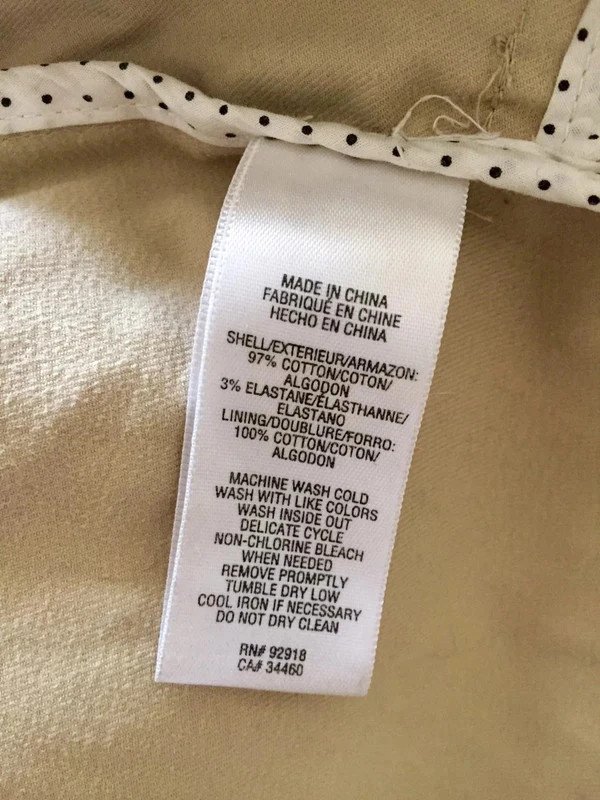 MADE IN CHINA
FABRIQUÉ EN CHINE
HECHO EN CHINA
SHELL/EXTERIEUR/ARMAZON:
97% COTTON/COTON/
ALGODON
3% ELASTANE/ÉLASTHANNE/
ELASTANO
LINING/DOUBLURE/FORRO:
100% COTTON/COTON/
ALGODON
MACHINE WASH COLD
WASH WITH LIKE COLORS
WASH INSIDE OUT
DELICATE CYCLE
NON-CHLORINE BLEACH
WHEN NEEDED
REMOVE PROMPTLY
TUMBLE DRY LOW
COOL IRON IF NECESSARY
DO NOT DRY CLEAN
RN# 92918
CA# 34460